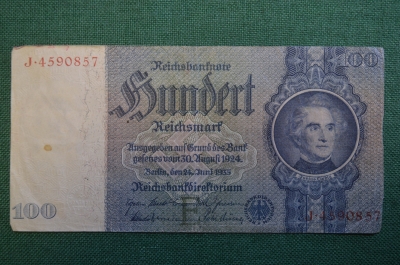 J·4590857
Reichsbanknote
100
Hundert
Reichsmark
Ausgegeben auf Grund des Bank
gesetzes vom 30. August 1924
Berlin, den 24. Juni 1935
Reichsbankdirektorium
100
E
J·4590857